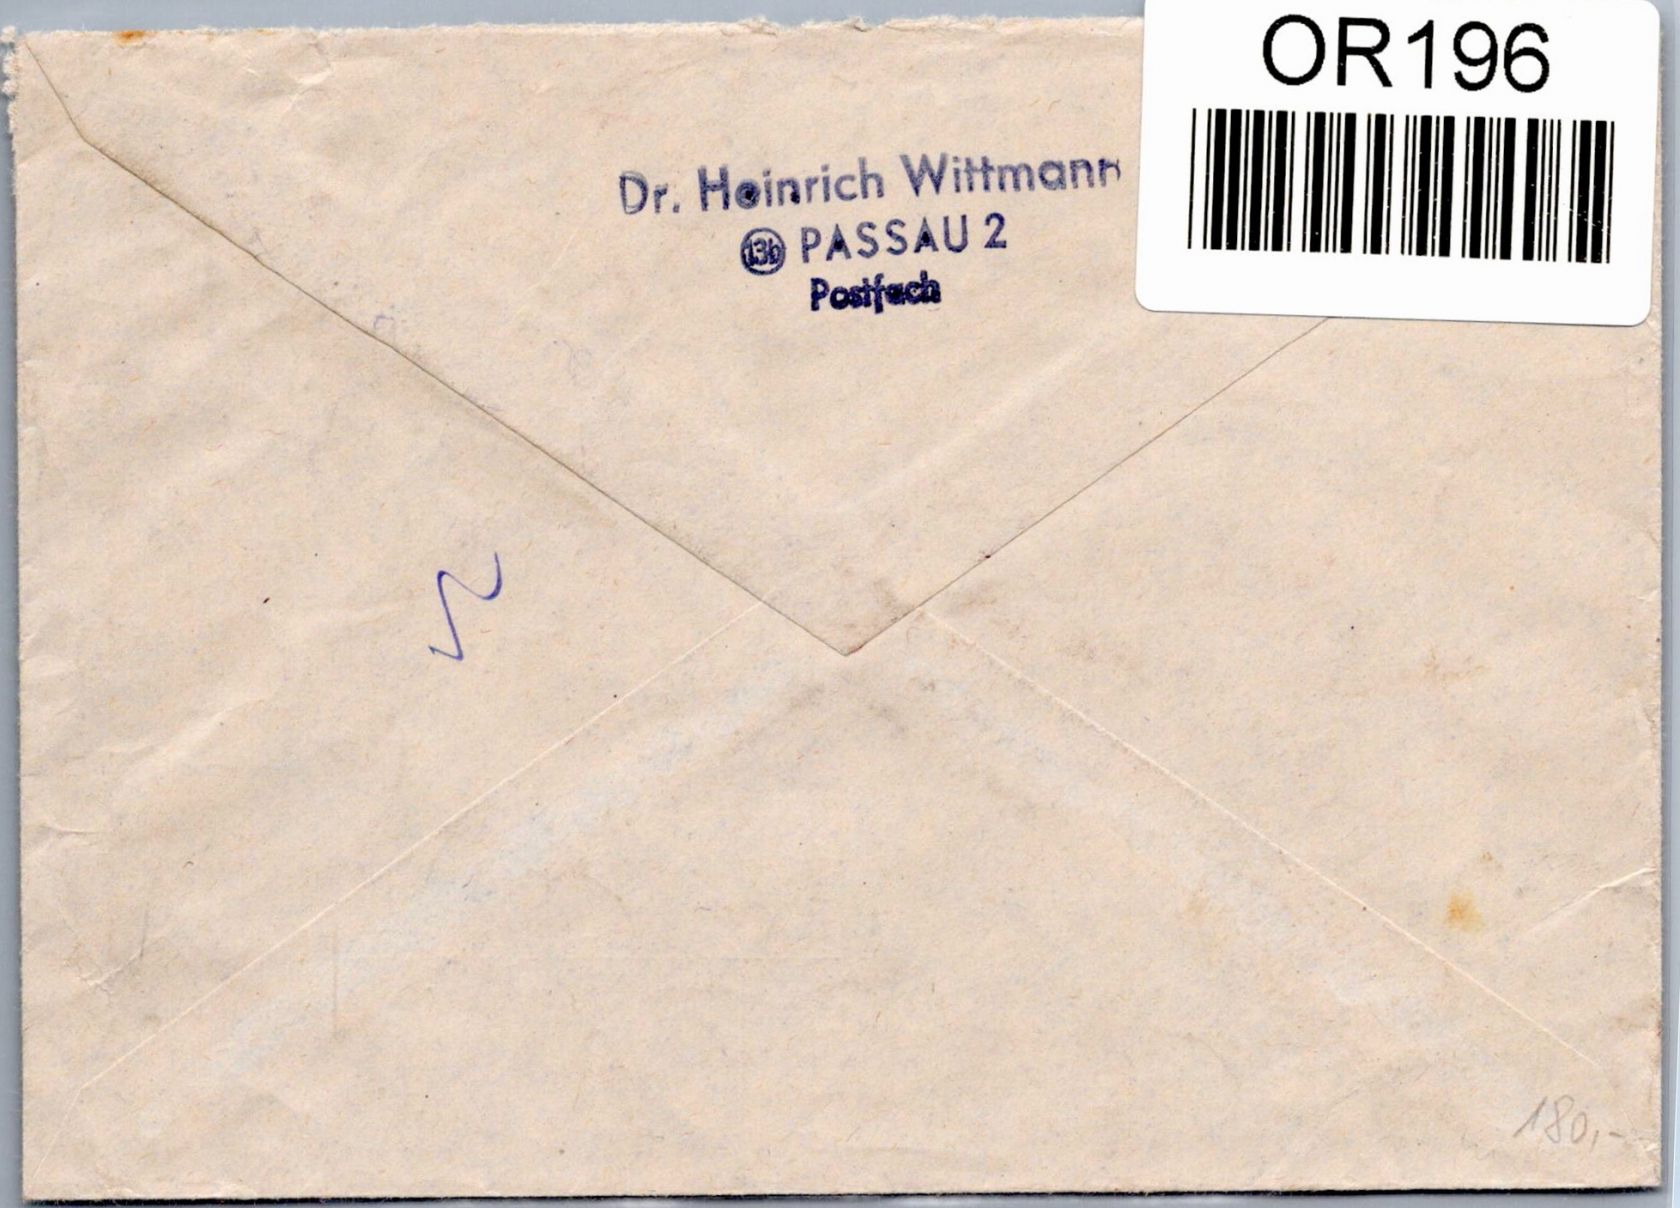 OR196
Dr. Heinrich Wittmann
13b PASSAU 2
Postfach
180,-